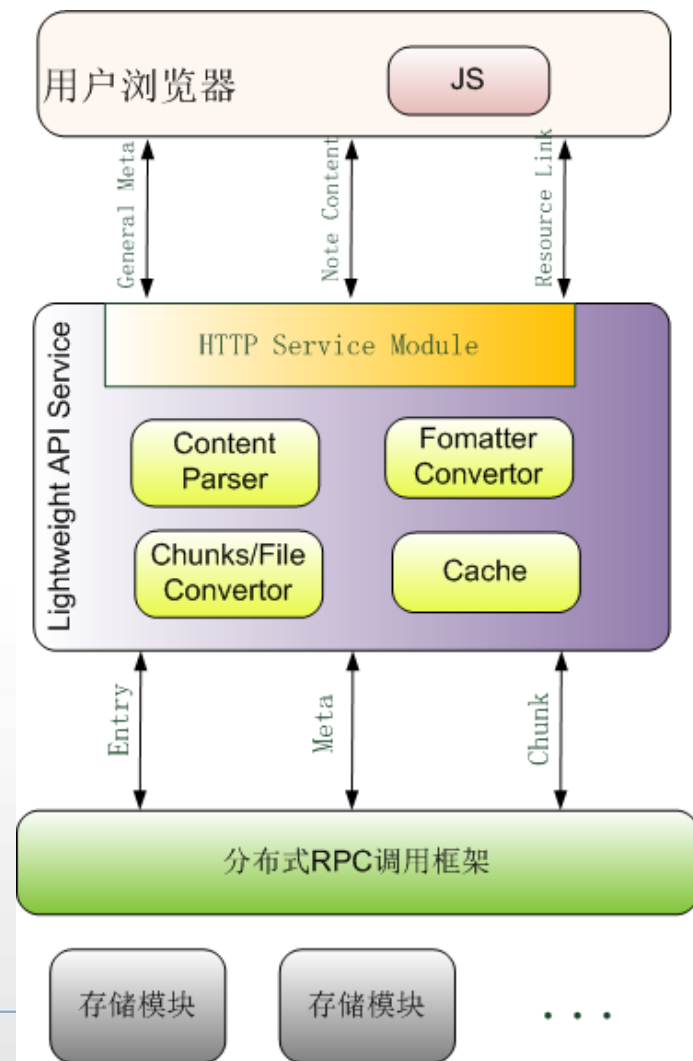 用户浏览器
JS
General Meta
Note Content
Resource Link
Lightweight API Service
HTTP Service Module
Content
Parser
Fomatter
Convertor
Chunks/File
Convertor
Cache
Entry
Meta
Chunk
分布式RPC调用框架
存储模块
存储模块
...